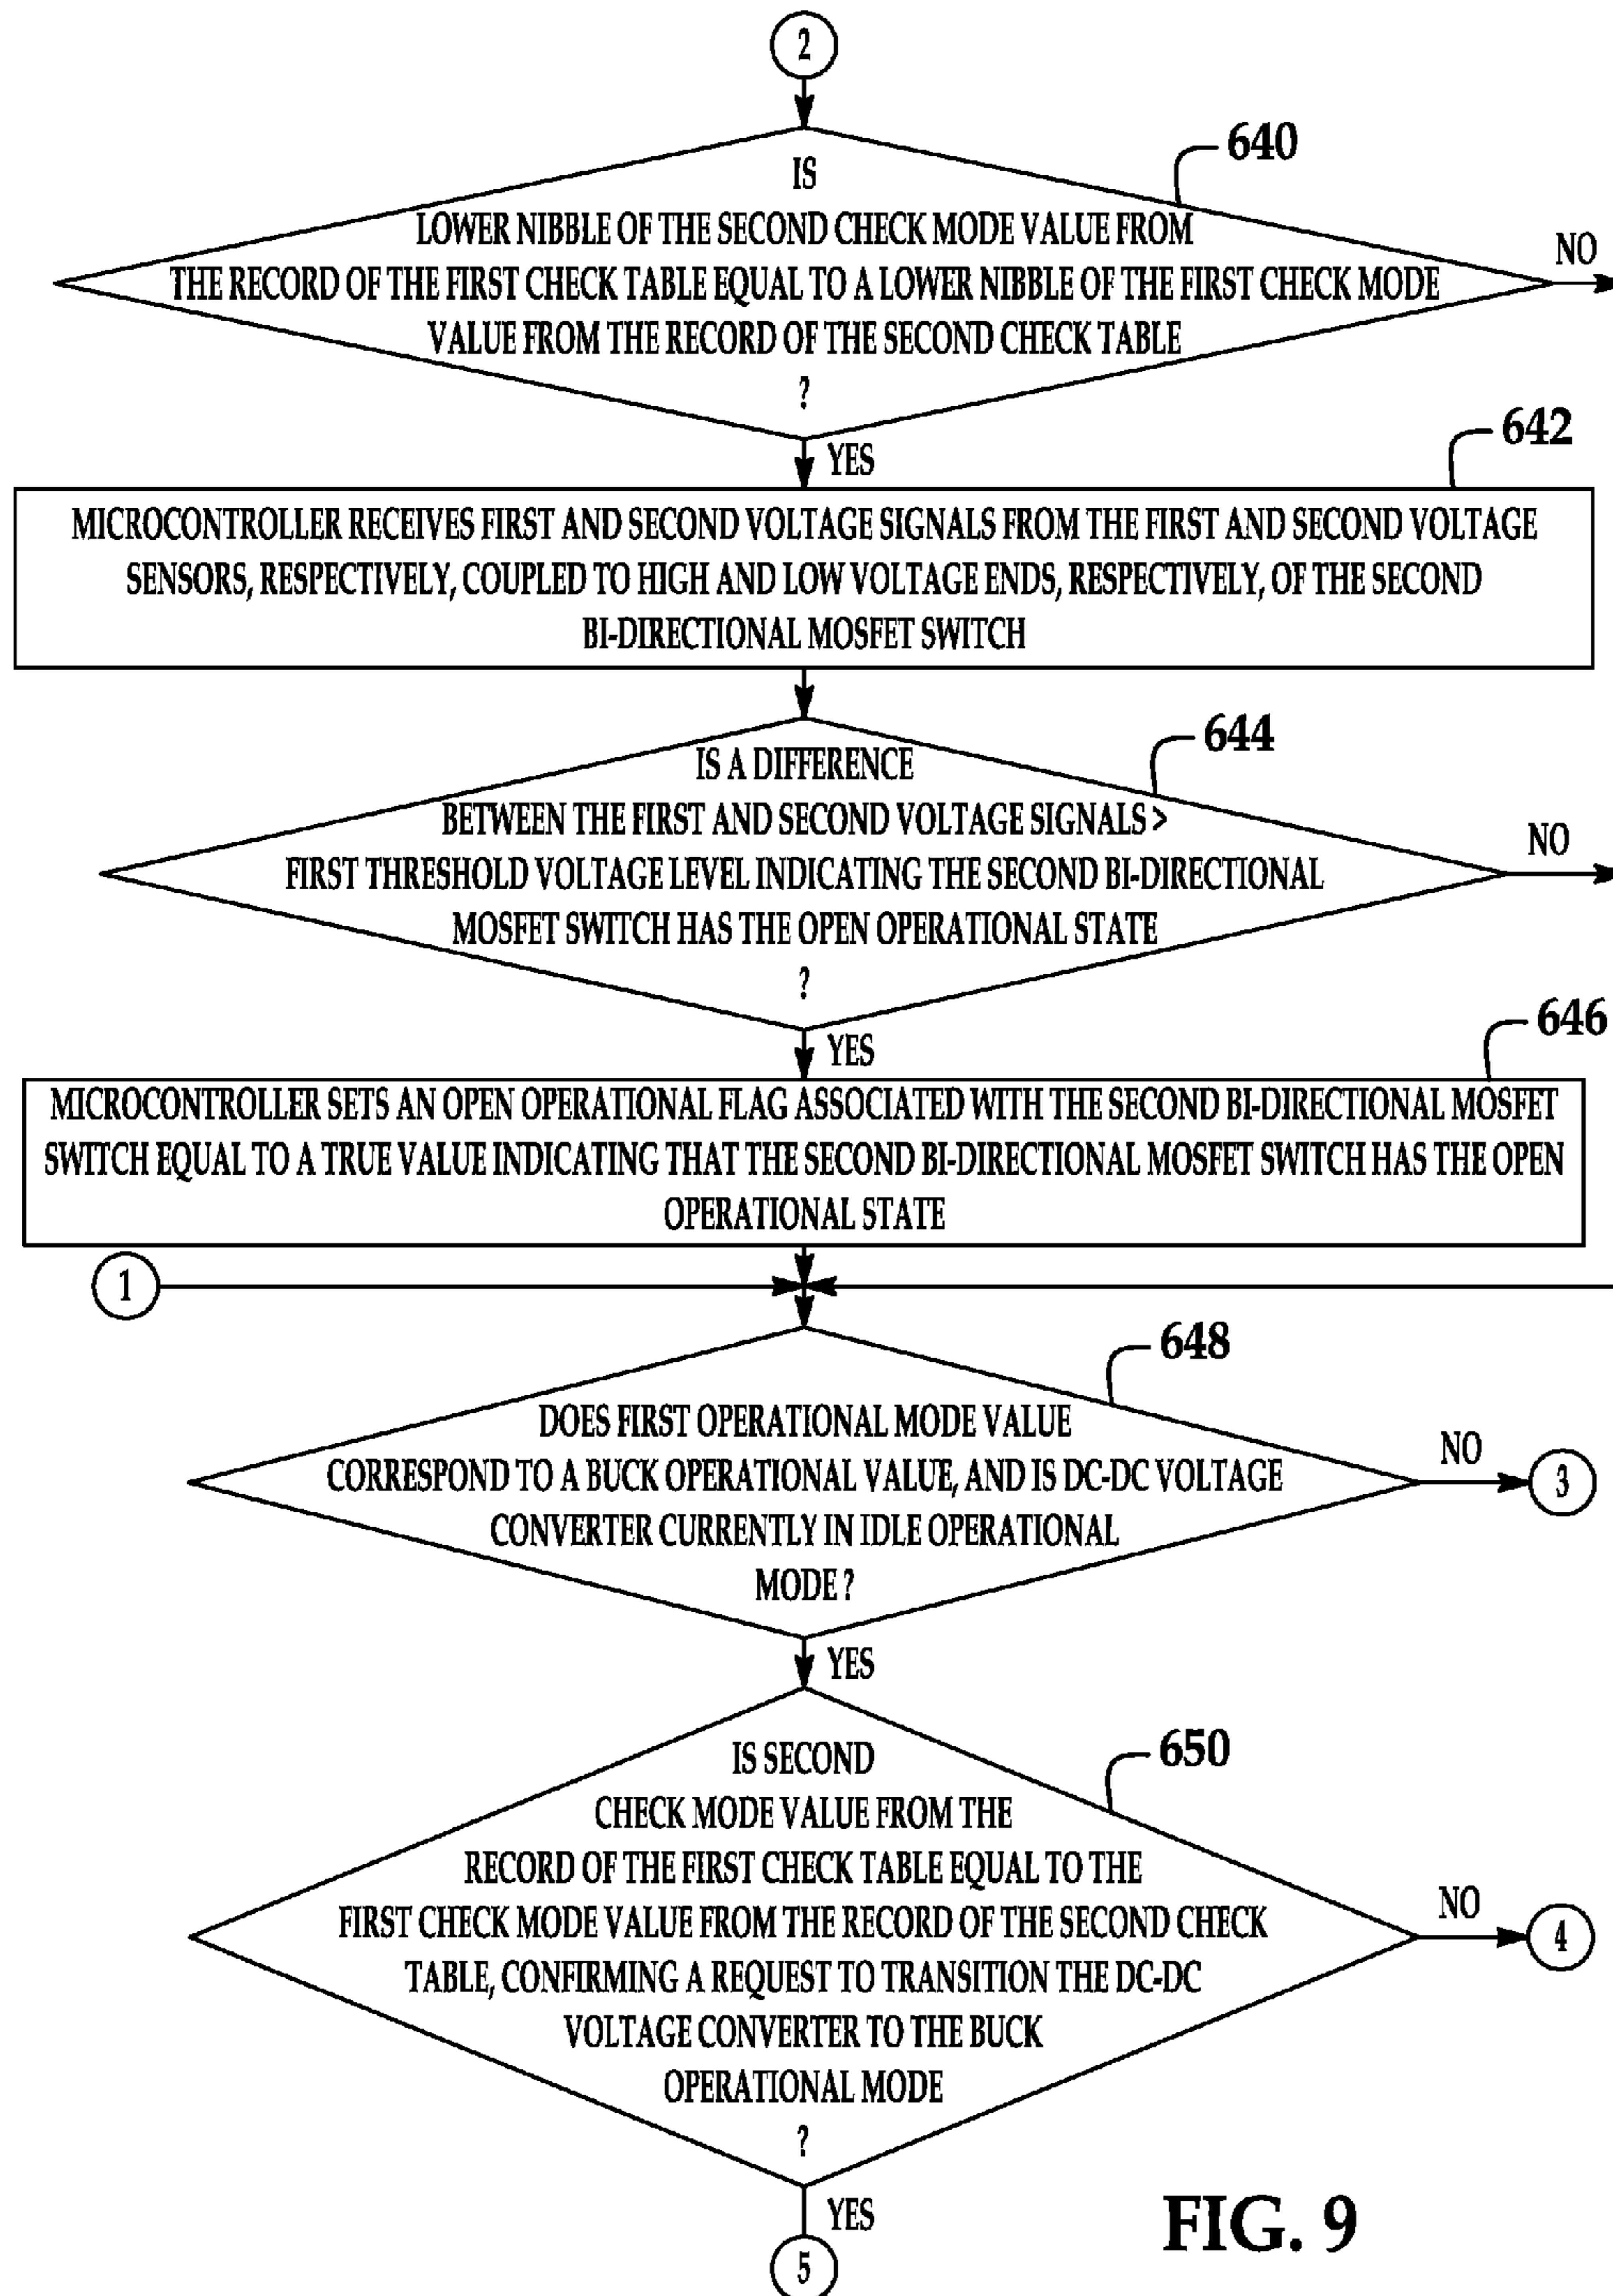 2
640
IS
LOWER NIBBLE OF THE SECOND CHECK MODE VALUE FROM
THE RECORD OF THE FIRST CHECK TABLE EQUAL TO A LOWER NIBBLE OF THE FIRST CHECK MODE
VALUE FROM THE RECORD OF THE SECOND CHECK TABLE
?
NO
YES
642
MICROCONTROLLER RECEIVES FIRST AND SECOND VOLTAGE SIGNALS FROM THE FIRST AND SECOND VOLTAGE
SENSORS, RESPECTIVELY, COUPLED TO HIGH AND LOW VOLTAGE ENDS, RESPECTIVELY, OF THE SECOND
BI-DIRECTIONAL MOSFET SWITCH
644
IS A DIFFERENCE
BETWEEN THE FIRST AND SECOND VOLTAGE SIGNALS >
FIRST THRESHOLD VOLTAGE LEVEL INDICATING THE SECOND BI-DIRECTIONAL
MOSFET SWITCH HAS THE OPEN OPERATIONAL STATE
?
NO
YES
646
MICROCONTROLLER SETS AN OPEN OPERATIONAL FLAG ASSOCIATED WITH THE SECOND BI-DIRECTIONAL MOSFET
SWITCH EQUAL TO A TRUE VALUE INDICATING THAT THE SECOND BI-DIRECTIONAL MOSFET SWITCH HAS THE OPEN
OPERATIONAL STATE
1
648
DOES FIRST OPERATIONAL MODE VALUE
CORRESPOND TO A BUCK OPERATIONAL VALUE, AND IS DC-DC VOLTAGE
CONVERTER CURRENTLY IN IDLE OPERATIONAL
MODE ?
NO
3
YES
650
IS SECOND
CHECK MODE VALUE FROM THE
RECORD OF THE FIRST CHECK TABLE EQUAL TO THE
FIRST CHECK MODE VALUE FROM THE RECORD OF THE SECOND CHECK
TABLE, CONFIRMING A REQUEST TO TRANSITION THE DC-DC
VOLTAGE CONVERTER TO THE BUCK
OPERATIONAL MODE
?
NO
4
YES
5
FIG. 9